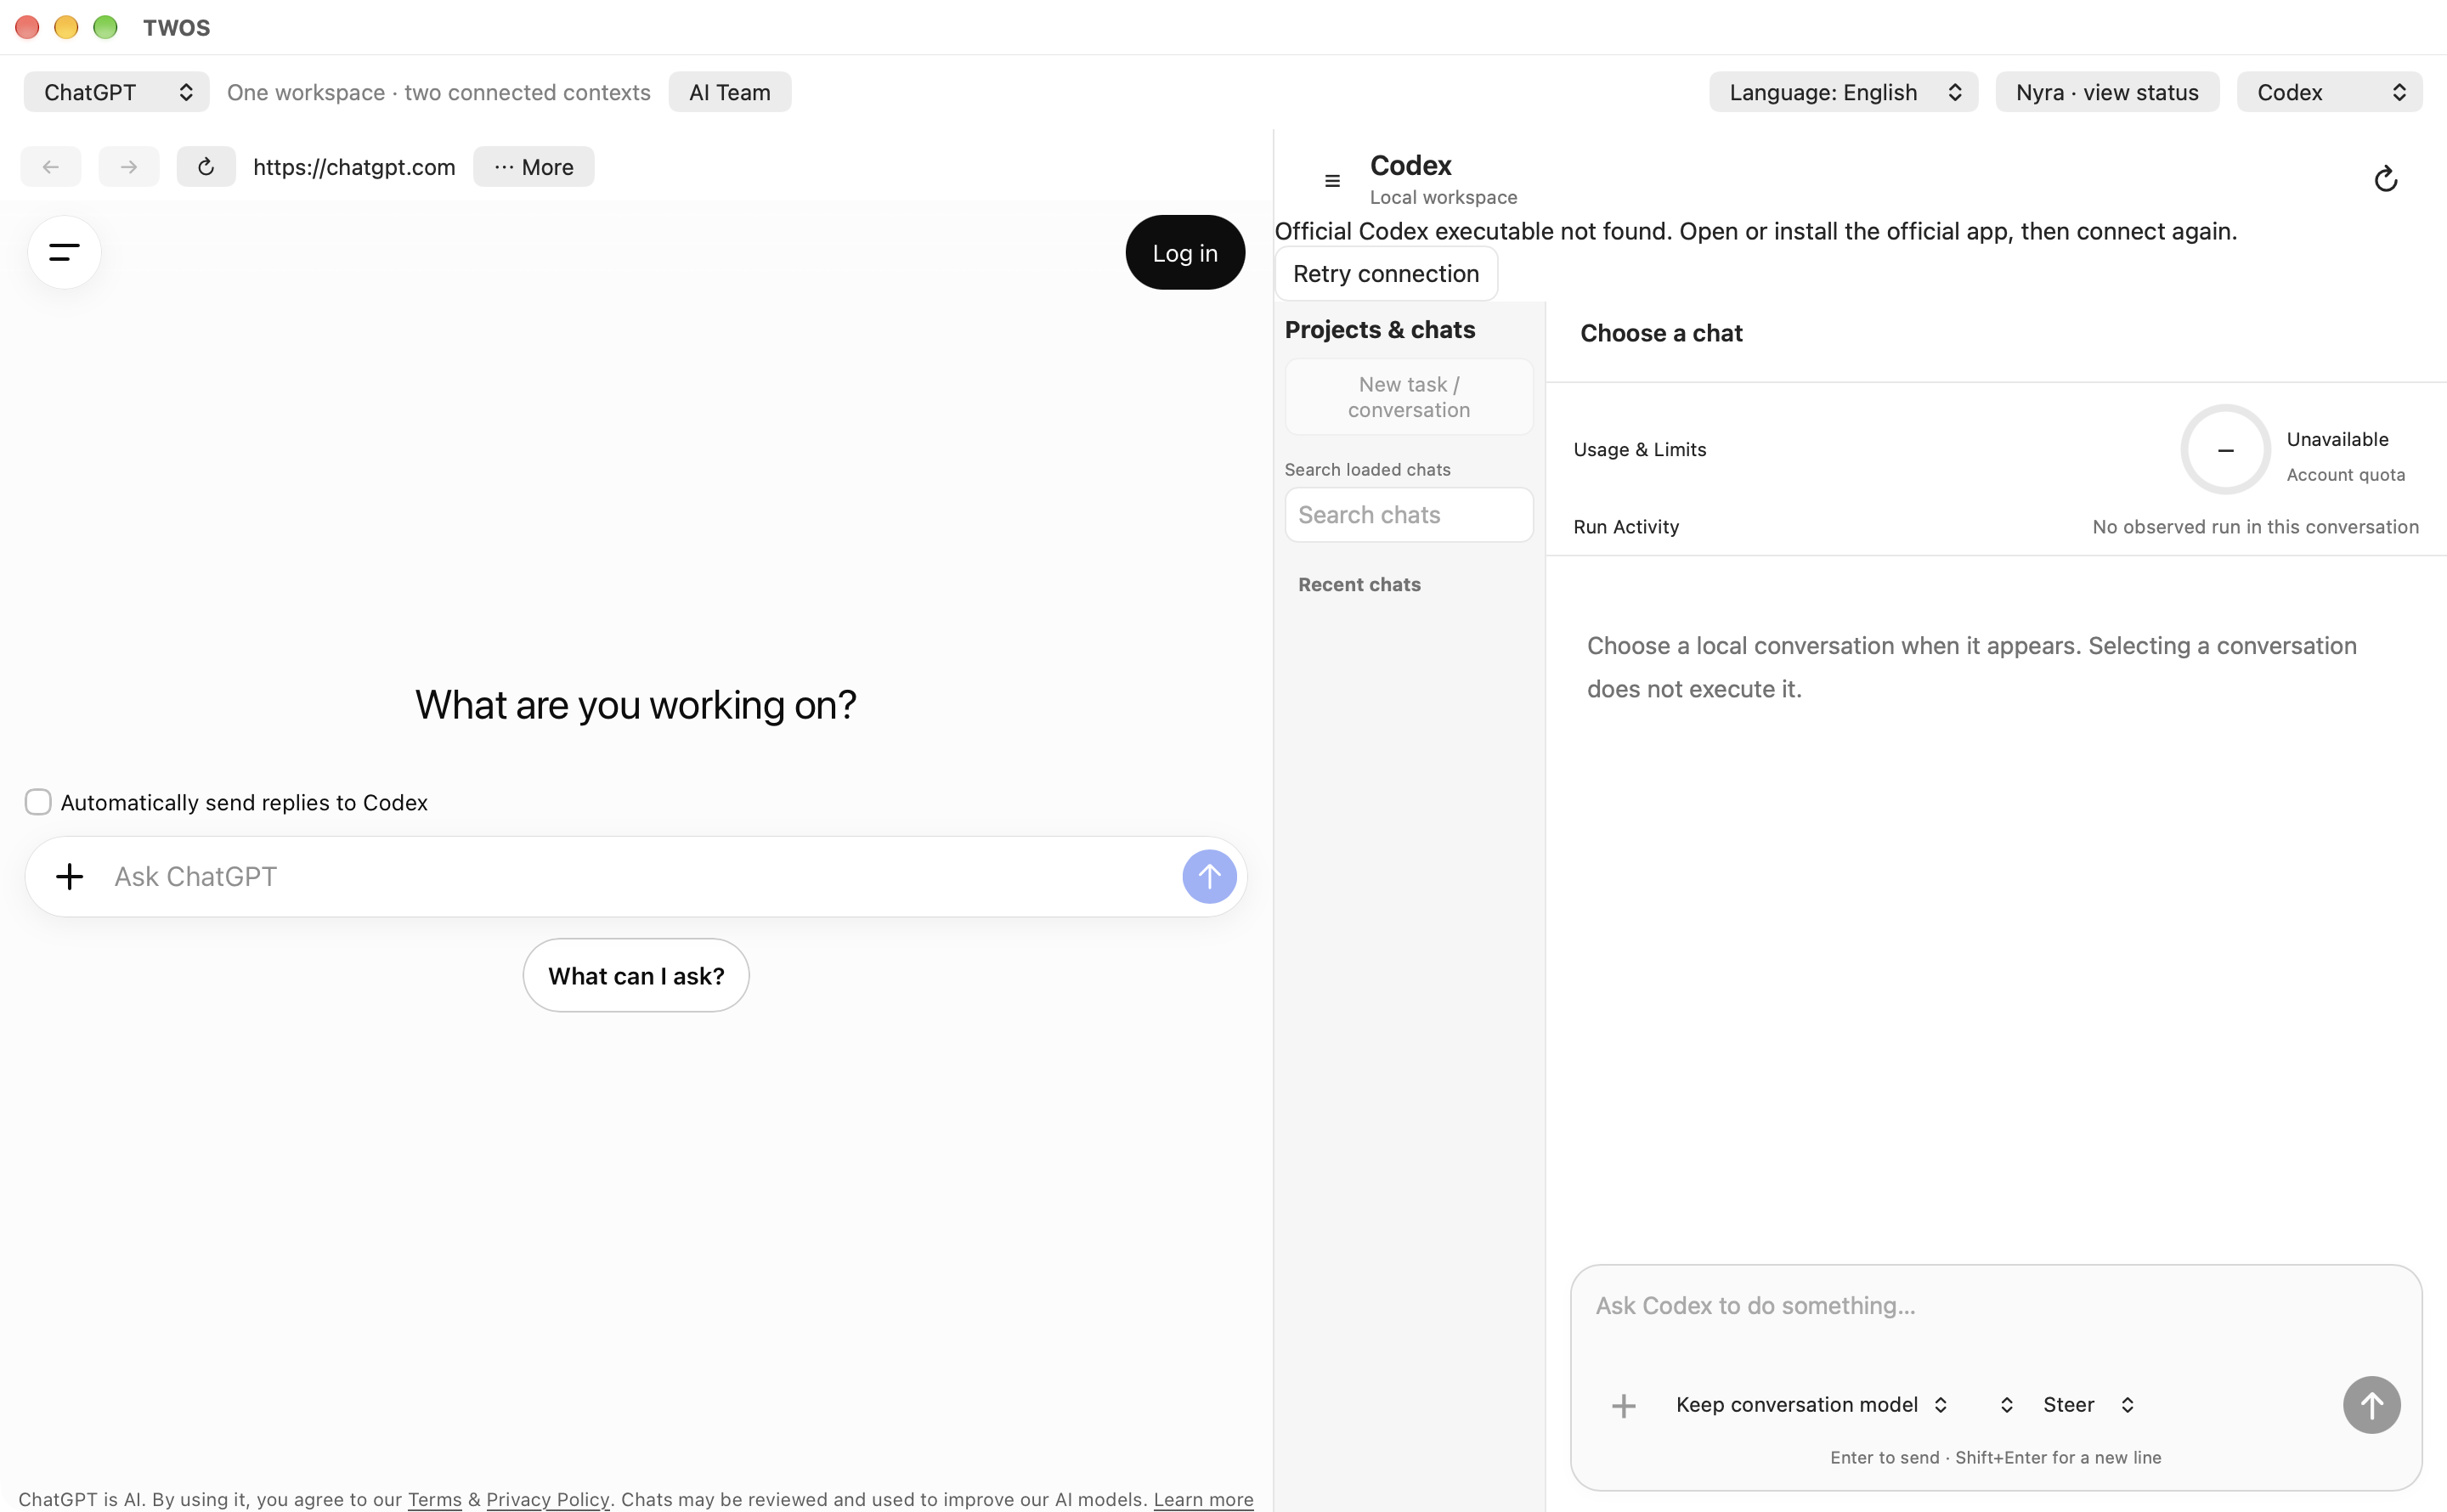 TWOS
ChatGPT
One workspace · two connected contexts
AI Team
Language: English
Nyra · view status
Codex
https://chatgpt.com
··· More
Log in
What are you working on?
Automatically send replies to Codex
Ask ChatGPT
What can I ask?
ChatGPT is AI. By using it, you agree to our Terms & Privacy Policy. Chats may be reviewed and used to improve our AI models. Learn more
Codex
Local workspace
Official Codex executable not found. Open or install the official app, then connect again.
Retry connection
Projects & chats
New task /
conversation
Search loaded chats
Search chats
Recent chats
Choose a chat
Usage & Limits
–
Unavailable
Account quota
Run Activity
No observed run in this conversation
Choose a local conversation when it appears. Selecting a conversation
does not execute it.
Ask Codex to do something...
Keep conversation model
Steer
Enter to send · Shift+Enter for a new line